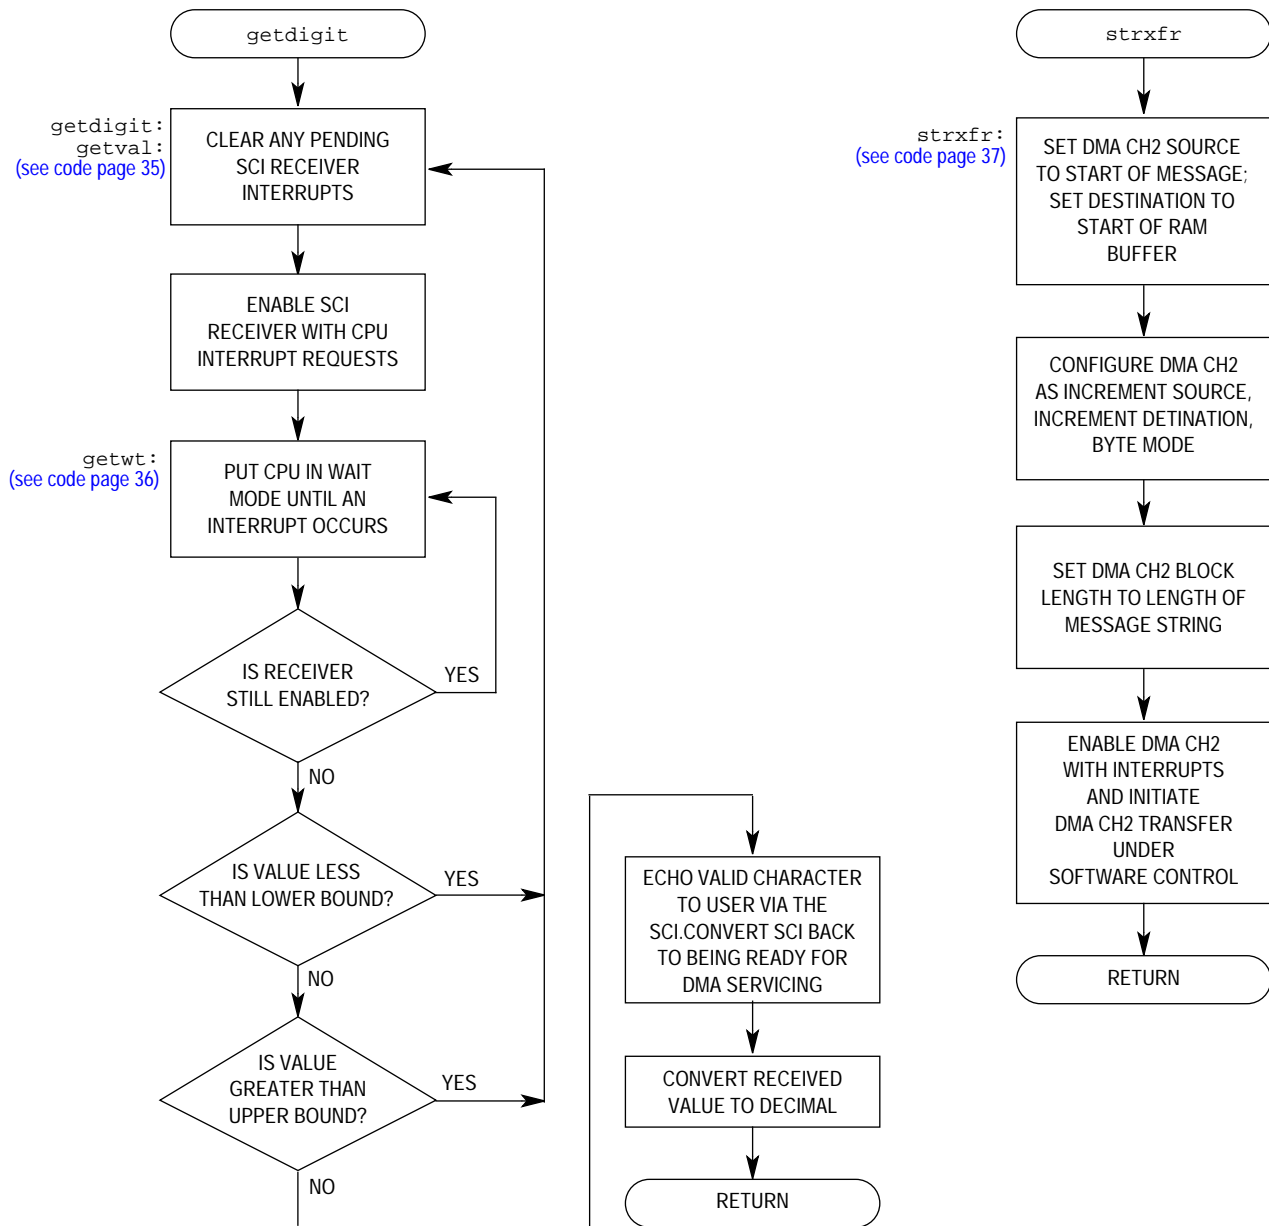 getdigit
getdigit:
getval:
(see code page 35)
CLEAR ANY PENDING
SCI RECEIVER
INTERRUPTS
ENABLE SCI
RECEIVER WITH CPU
INTERRUPT REQUESTS
getwt:
(see code page 36)
PUT CPU IN WAIT
MODE UNTIL AN
INTERRUPT OCCURS
IS RECEIVER
STILL ENABLED?
YES
NO
IS VALUE LESS
THAN LOWER BOUND?
YES
NO
IS VALUE
GREATER THAN
UPPER BOUND?
YES
NO
ECHO VALID CHARACTER
TO USER VIA THE
SCI.CONVERT SCI BACK
TO BEING READY FOR
DMA SERVICING
CONVERT RECEIVED
VALUE TO DECIMAL
RETURN
strxfr
strxfr:
(see code page 37)
SET DMA CH2 SOURCE
TO START OF MESSAGE;
SET DESTINATION TO
START OF RAM
BUFFER
CONFIGURE DMA CH2
AS INCREMENT SOURCE,
INCREMENT DETINATION,
BYTE MODE
SET DMA CH2 BLOCK
LENGTH TO LENGTH OF
MESSAGE STRING
ENABLE DMA CH2
WITH INTERRUPTS
AND INITIATE
DMA CH2 TRANSFER
UNDER
SOFTWARE CONTROL
RETURN